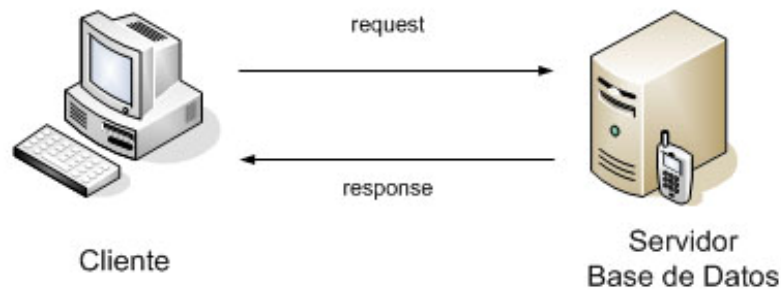 request
response
Cliente
Servidor
Base de Datos